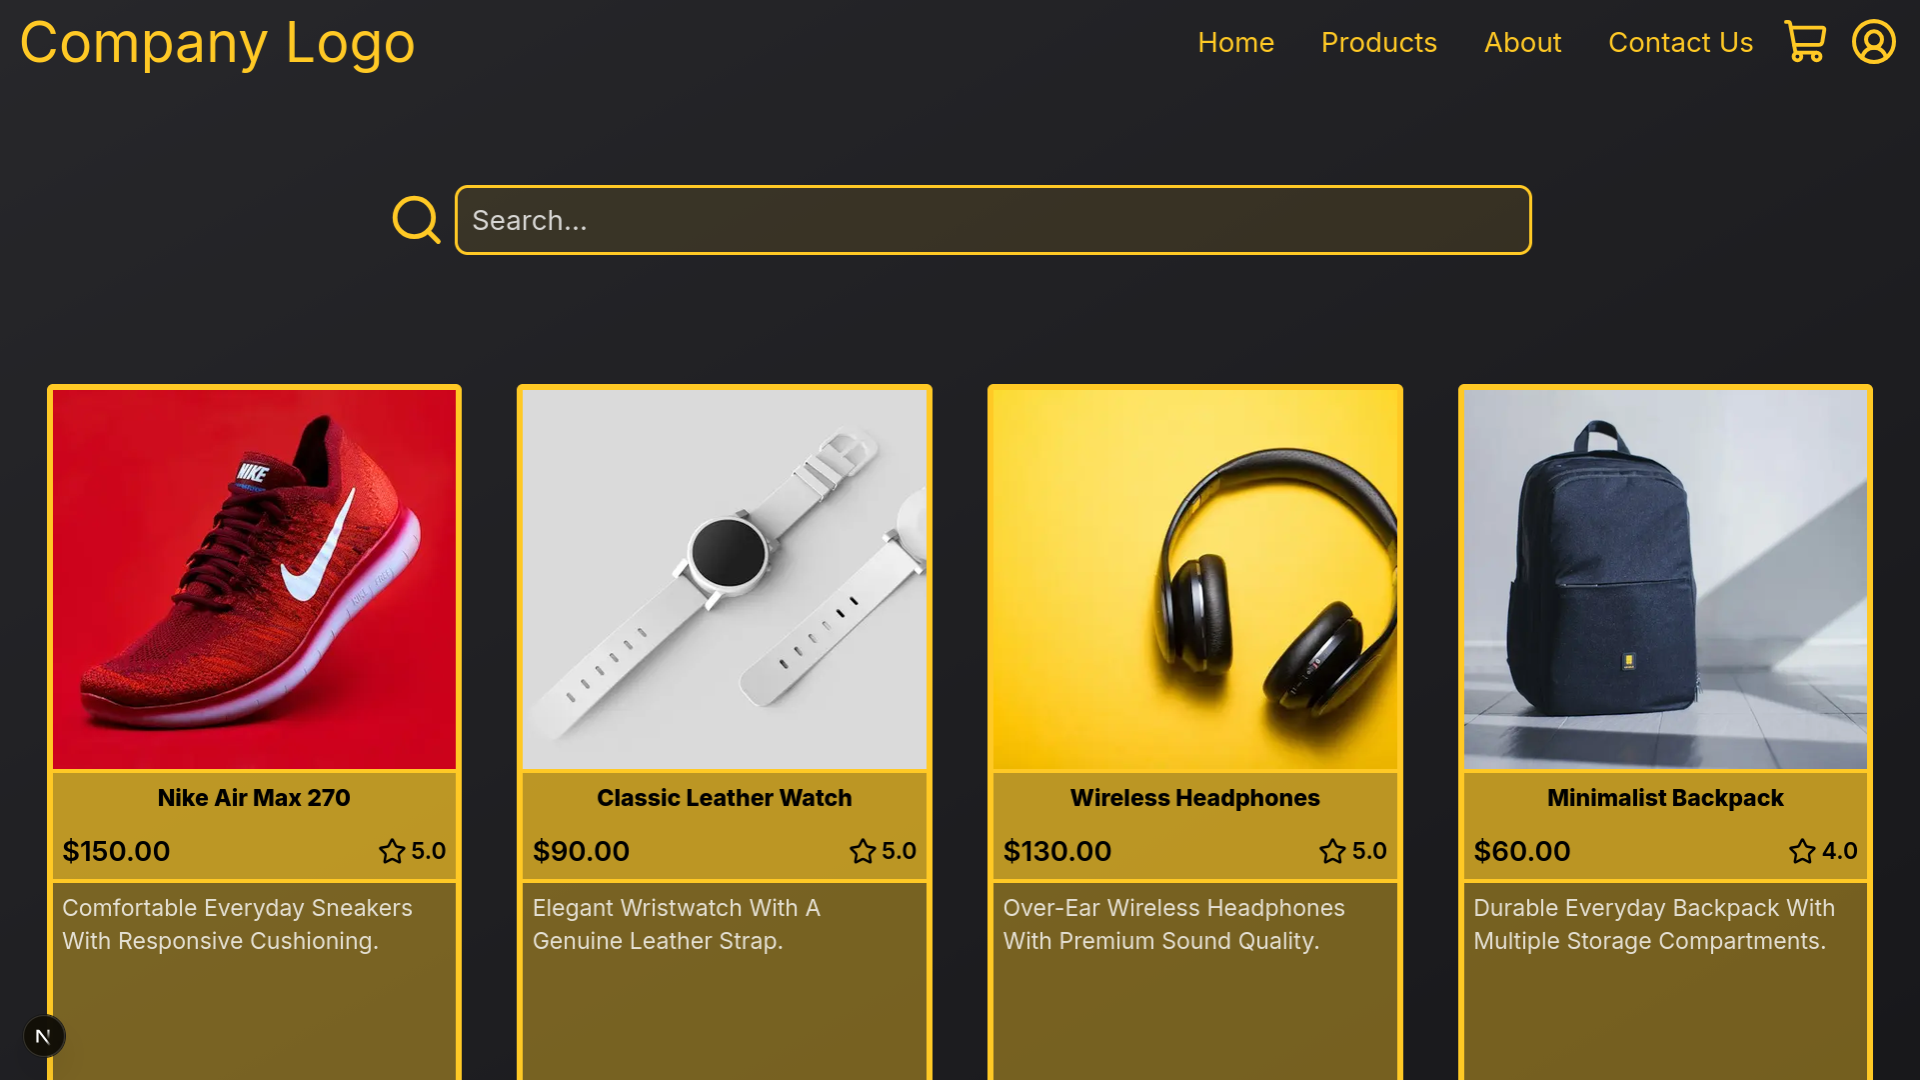 Company Logo
Home Products About Contact Us
Search...
NIKE
Nike Air Max 270
$150.00 5.0
Comfortable Everyday Sneakers
With Responsive Cushioning.
Classic Leather Watch
$90.00 5.0
Elegant Wristwatch With A
Genuine Leather Strap.
Wireless Headphones
$130.00 5.0
Over-Ear Wireless Headphones
With Premium Sound Quality.
Minimalist Backpack
$60.00 4.0
Durable Everyday Backpack With
Multiple Storage Compartments.
N